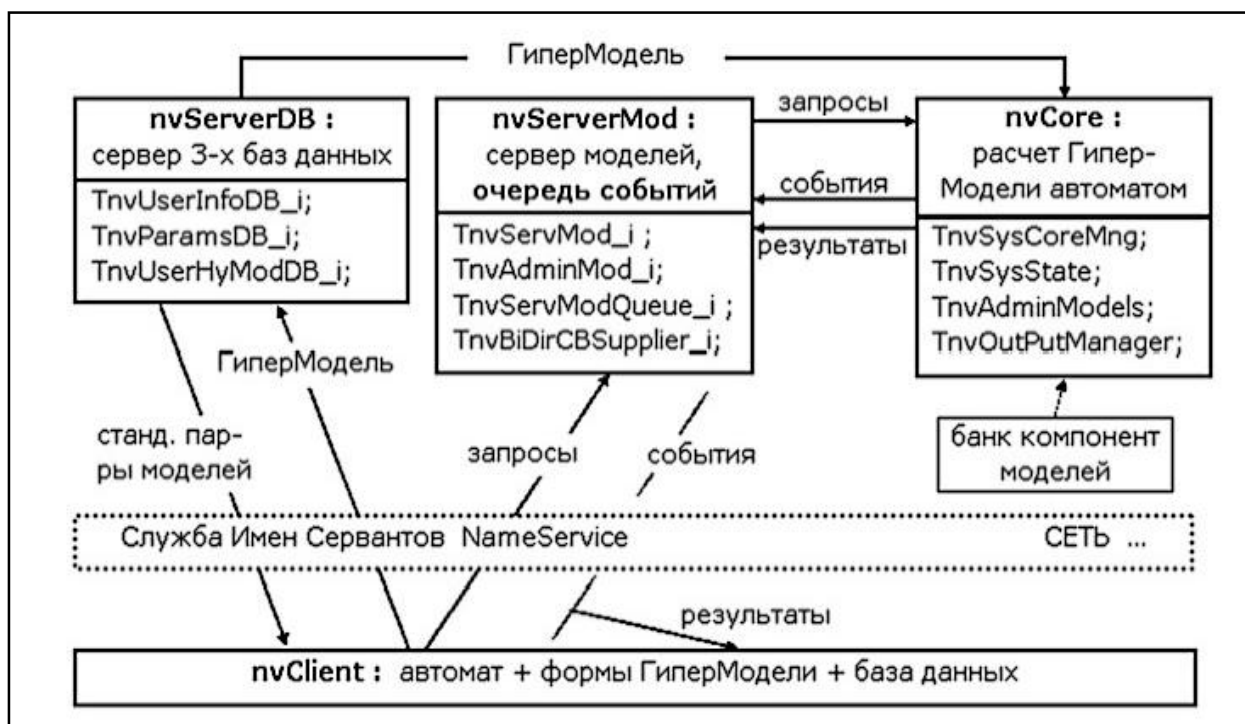 ГиперМодель
nvServerDB :
сервер 3-х баз данных
TnvUserInfoDB_i;
TnvParamsDB_i;
TnvUserHyModDB_i;
nvServerMod :
сервер моделей,
очередь событий
TnvServMod_i ;
TnvAdminMod_i;
TnvServModQueue_i ;
TnvBiDirCBSupplier_i;
запросы
события
результаты
nvCore :
расчет Гипер-
Модели автоматом
TnvSysCoreMng;
TnvSysState;
TnvAdminModels;
TnvOutPutManager;
ГиперМодель
станд. пар-
ры моделей
запросы
события
банк компонент
моделей
Служба Имен Сервантов NameService
СЕТЬ ...
результаты
nvClient : автомат + формы ГиперМодели + база данных